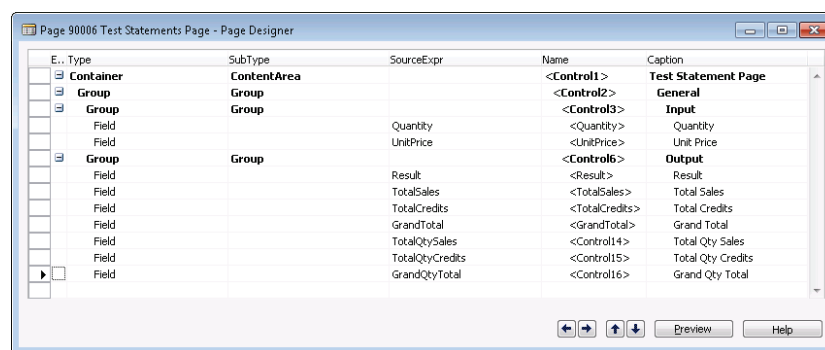 Page 90006 Test Statements Page - Page Designer
E.. Type SubType SourceExpr Name Caption
Container ContentArea <Control1> Test Statement Page
Group Group <Control2> General
Group Group <Control3> Input
Field Quantity <Quantity> Quantity
Field UnitPrice <UnitPrice> Unit Price
Group Group <Control6> Output
Field Result <Result> Result
Field TotalSales <TotalSales> Total Sales
Field TotalCredits <TotalCredits> Total Credits
Field GrandTotal <GrandTotal> Grand Total
Field TotalQtySales <Control14> Total Qty Sales
Field TotalQtyCredits <Control15> Total Qty Credits
Field GrandQtyTotal <Control16> Grand Qty Total
Preview Help